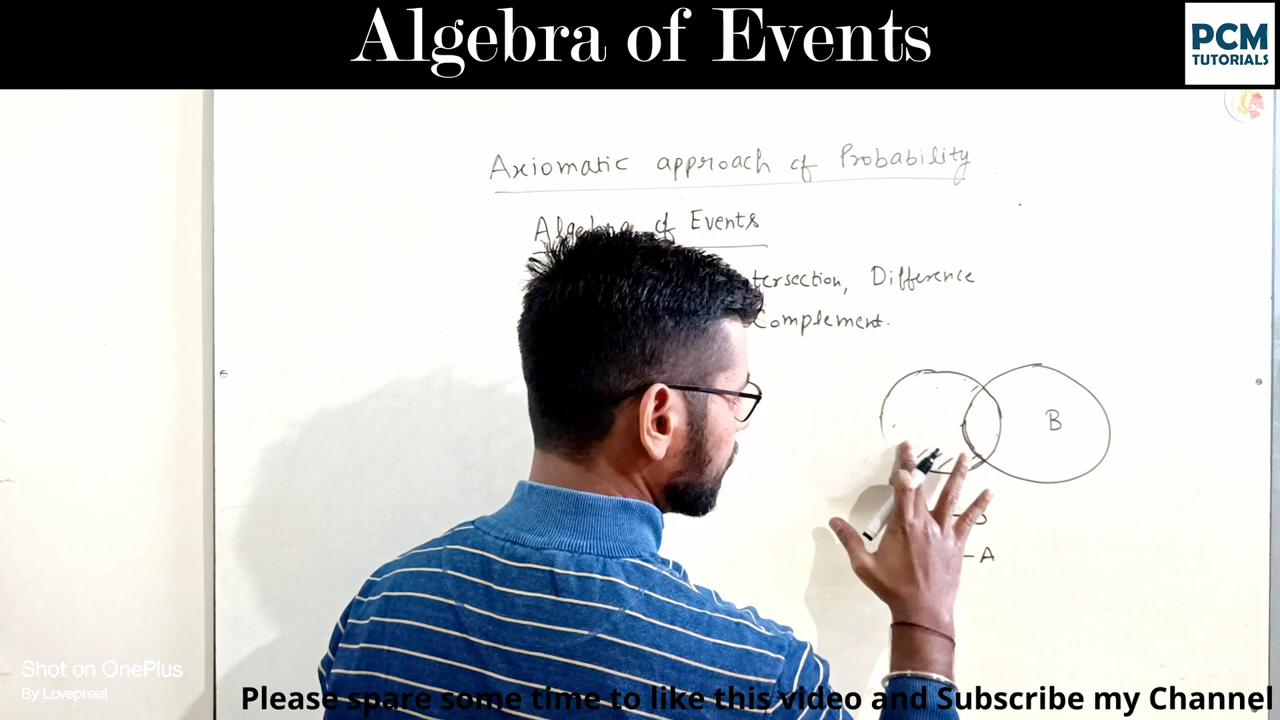 Algebra of Events
PCM
TUTORIALS
Axiomatic approach of Probability
Algebra of Events
tersection, Difference
Complement.
B
- A
Shot on OnePlus
By Lovepreet
Please spare some time to like this video and Subscribe my Channel